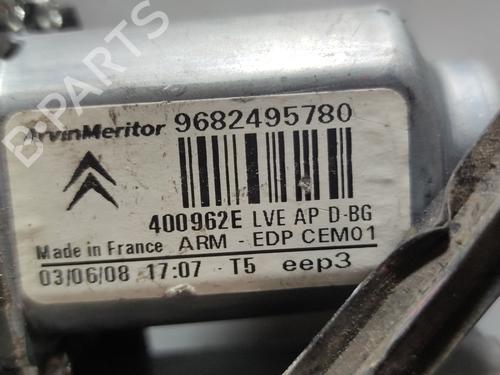 ArvinMeritor 9682495780
400962E LVE AP D-BG
Made in France ARM - EDP CEM01
03/06/08 17:07 - T5 eep3
B-PARTS